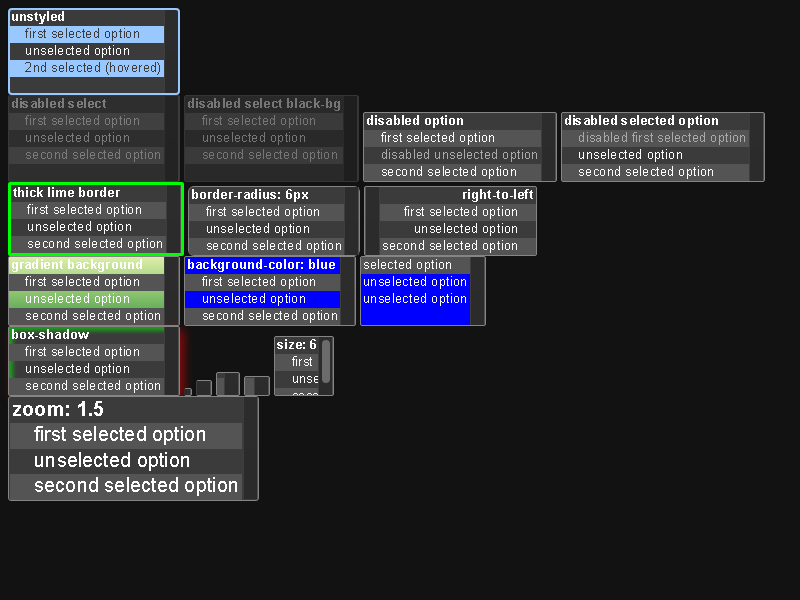 unstyled
first selected option
unselected option
2nd selected (hovered)
disabled select
first selected option
unselected option
second selected option
disabled select black-bg
first selected option
unselected option
second selected option
disabled option
first selected option
disabled unselected option
second selected option
disabled selected option
disabled first selected option
unselected option
second selected option
thick lime border
first selected option
unselected option
second selected option
border-radius: 6px
first selected option
unselected option
second selected option
right-to-left
first selected option
unselected option
second selected option
gradient background
first selected option
unselected option
second selected option
background-color: blue
first selected option
unselected option
second selected option
selected option
unselected option
unselected option
box-shadow
first selected option
unselected option
second selected option
size: 6
first
unse
zoom: 1.5
first selected option
unselected option
second selected option